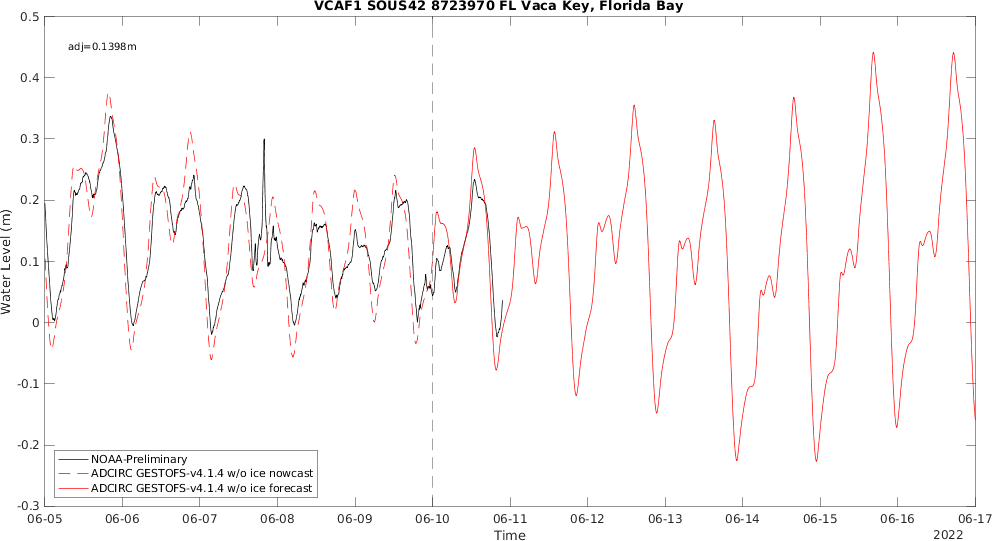 VCAF1 SOUS42 8723970 FL Vaca Key, Florida Bay
adj=0.1398m
0.5
0.4
0.3
0.2
0.1
0
-0.1
-0.2
-0.3
Water Level (m)
NOAA-Preliminary
ADCIRC GESTOFS-v4.1.4 w/o ice nowcast
ADCIRC GESTOFS-v4.1.4 w/o ice forecast
06-05 06-06 06-07 06-08 06-09 06-10 06-11 06-12 06-13 06-14 06-15 06-16 06-17
Time
2022